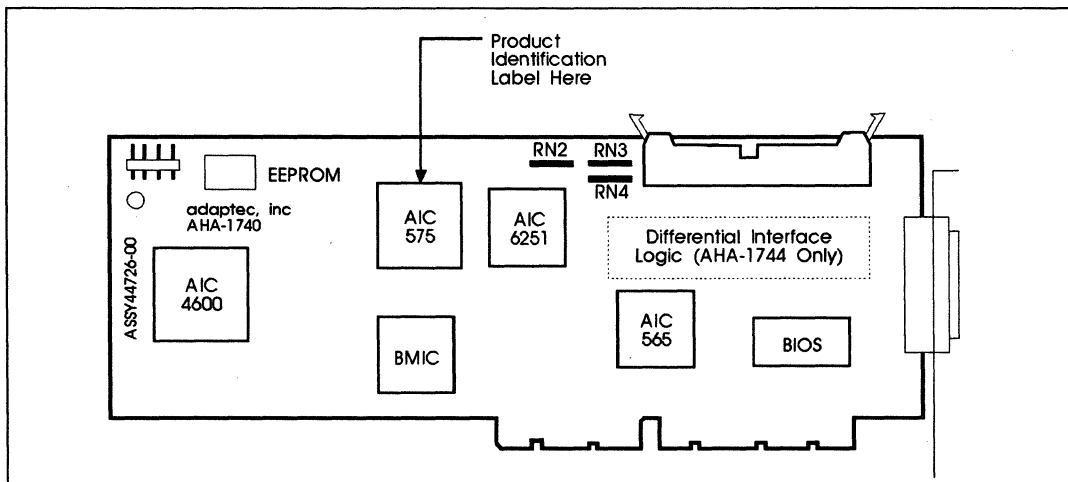 Product
Identification
Label Here
RN2
RN3
RN4
EEPROM
adaptec, inc
AHA-1740
AIC
575
AIC
6251
Differential Interface
Logic (AHA-1744 Only)
ASSY44726-00
AIC
4600
BMIC
AIC
565
BIOS